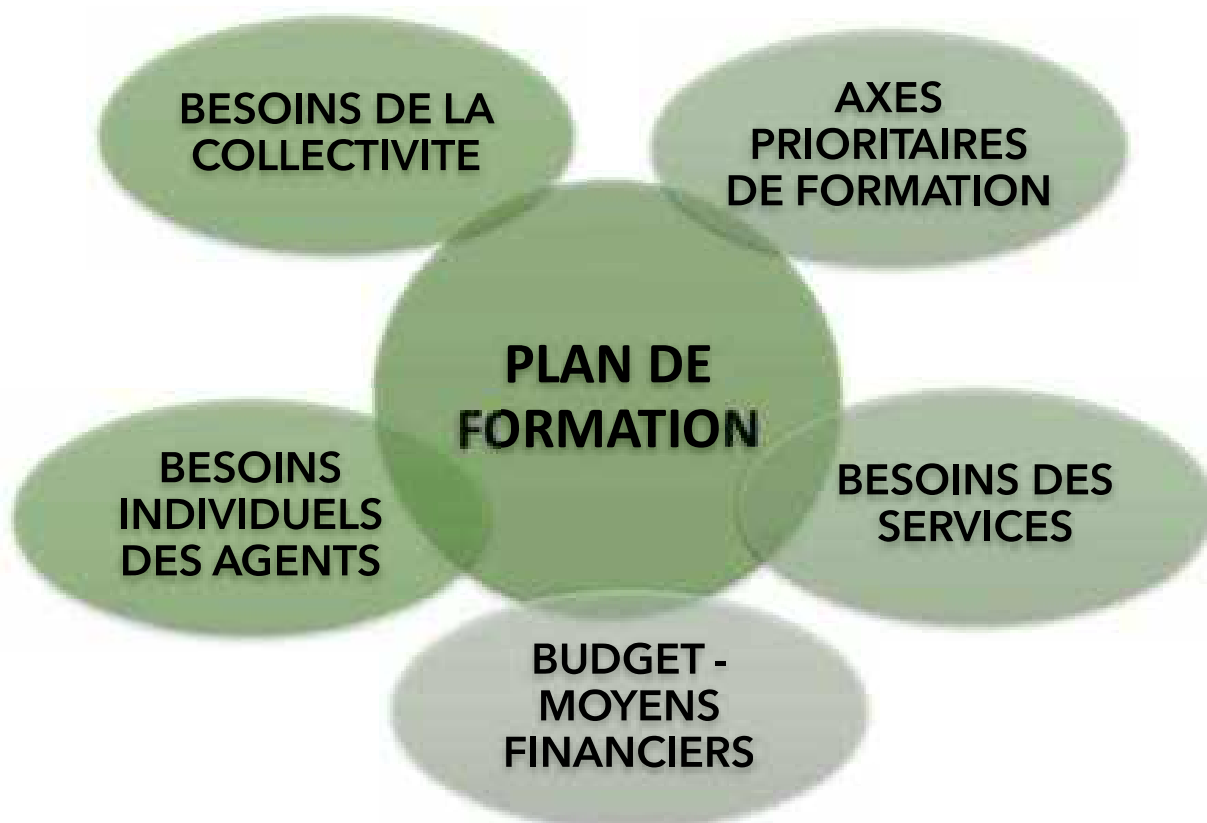 BESOINS DE LA
COLLECTIVITE
AXES
PRIORITAIRES
DE FORMATION
PLAN DE
FORMATION
BESOINS
INDIVIDUELS
DES AGENTS
BESOINS DES
SERVICES
BUDGET -
MOYENS
FINANCIERS